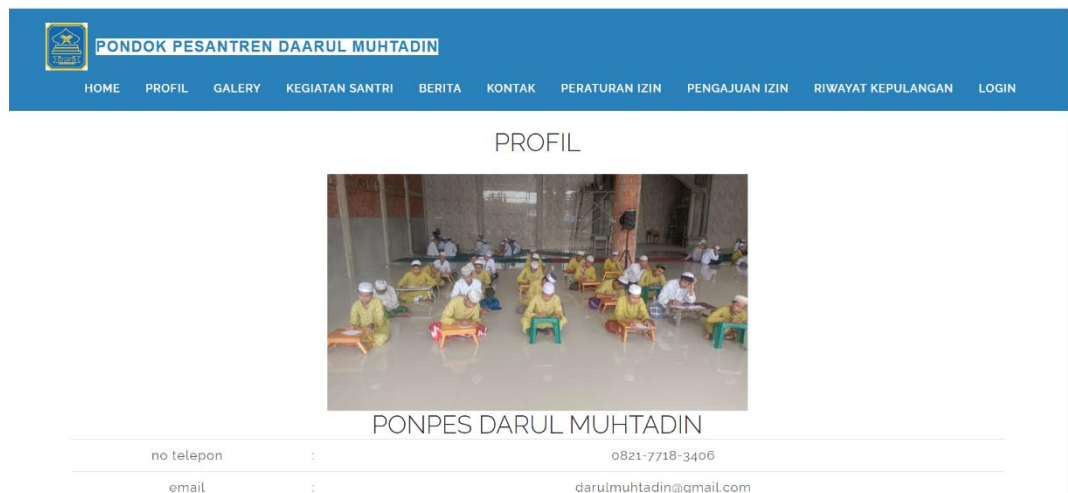 PONDOK PESANTREN DAARUL MUHTADIN
HOME PROFIL GALERY KEGIATAN SANTRI BERITA KONTAK PERATURAN IZIN PENGAJUAN IZIN RIWAYAT KEPULANGAN LOGIN
PROFIL
PONPES DARUL MUHTADIN
no telepon : 0821-7718-3406
email : darulmuhtadin@gmail.com